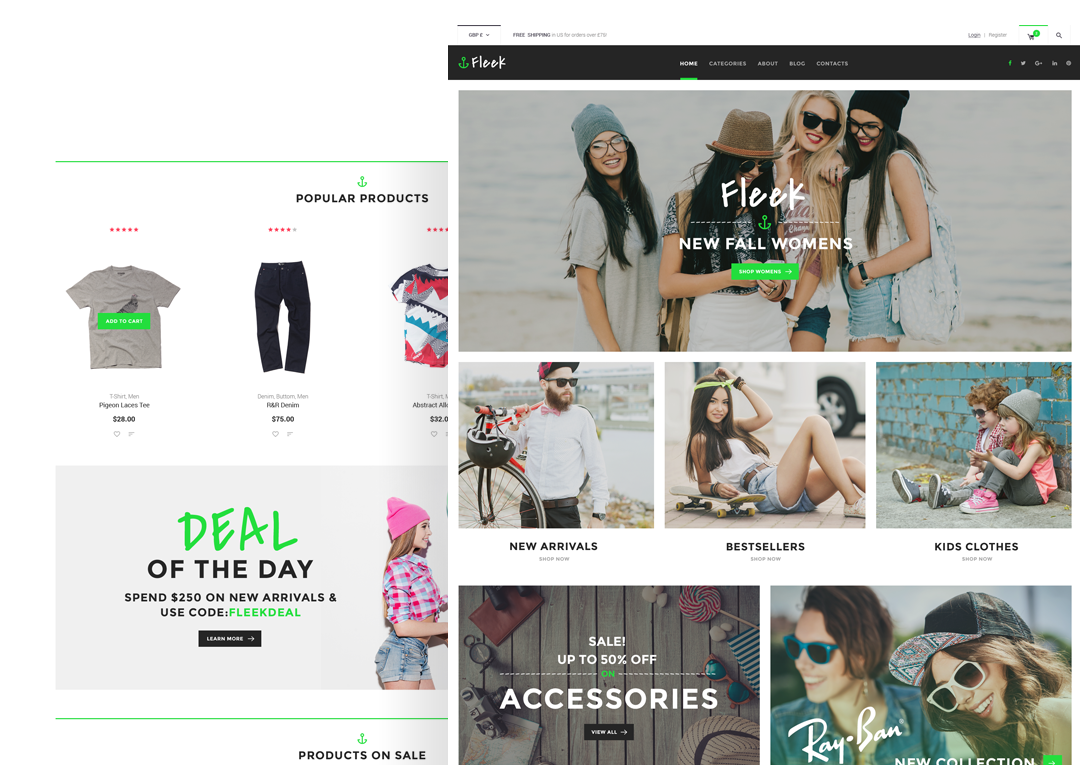 GBP £
FREE SHIPPING in US for orders over £75!
Login | Register
Fleek
HOME CATEGORIES ABOUT BLOG CONTACTS
Fleek
NEW FALL WOMENS
SHOP WOMENS
NEW ARRIVALS
SHOP NOW
BESTSELLERS
SHOP NOW
KIDS CLOTHES
SHOP NOW
SALE!
UP TO 50% OFF
ON
ACCESSORIES
VIEW ALL
Ray-Ban
NEW COLLECTION
POPULAR PRODUCTS
ADD TO CART
T-Shirt, Men
Pigeon Laces Tee
$28.00
Denim, Buttom, Men
R&R Denim
$75.00
T-Shirt,
Abstract
$32.0
DEAL
OF THE DAY
SPEND $250 ON NEW ARRIVALS &
USE CODE:FLEEKDEAL
LEARN MORE
PRODUCTS ON SALE